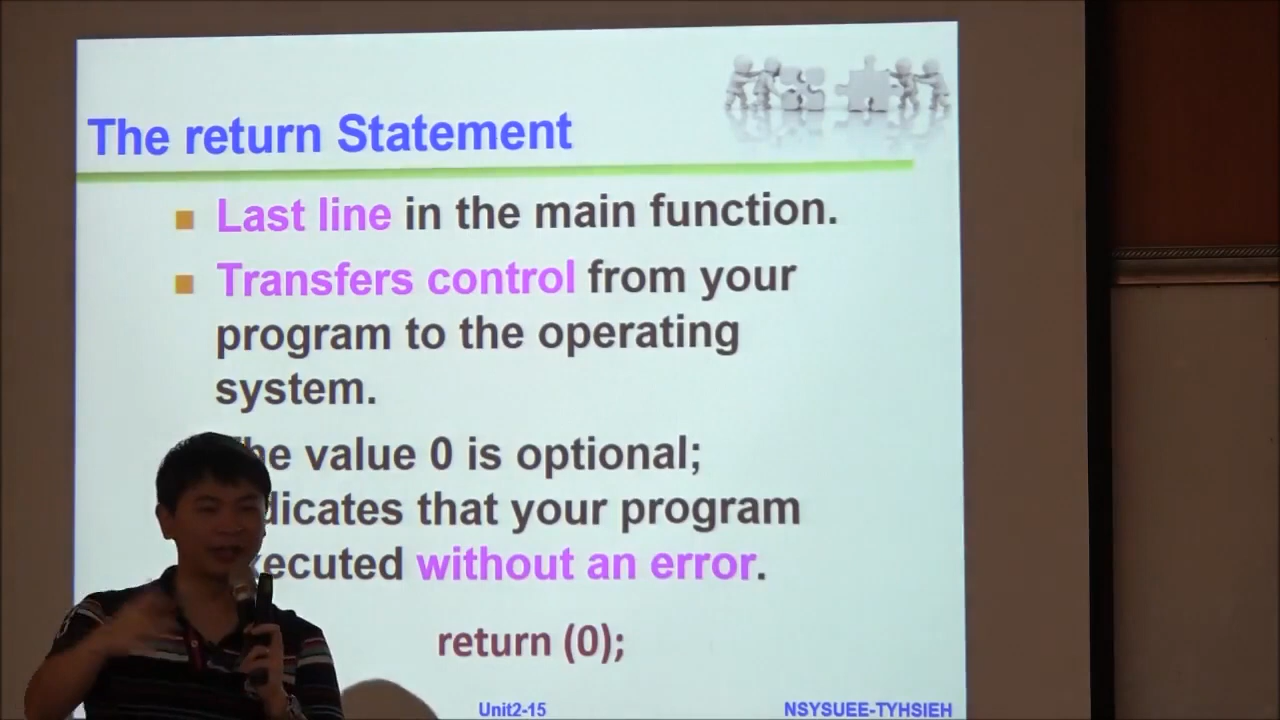 The return Statement
Last line in the main function.
Transfers control from your
program to the operating
system.
he value 0 is optional;
dicates that your program
ecuted without an error.
return (0);
Unit2-15
NSYSUEE-TYHSIEH